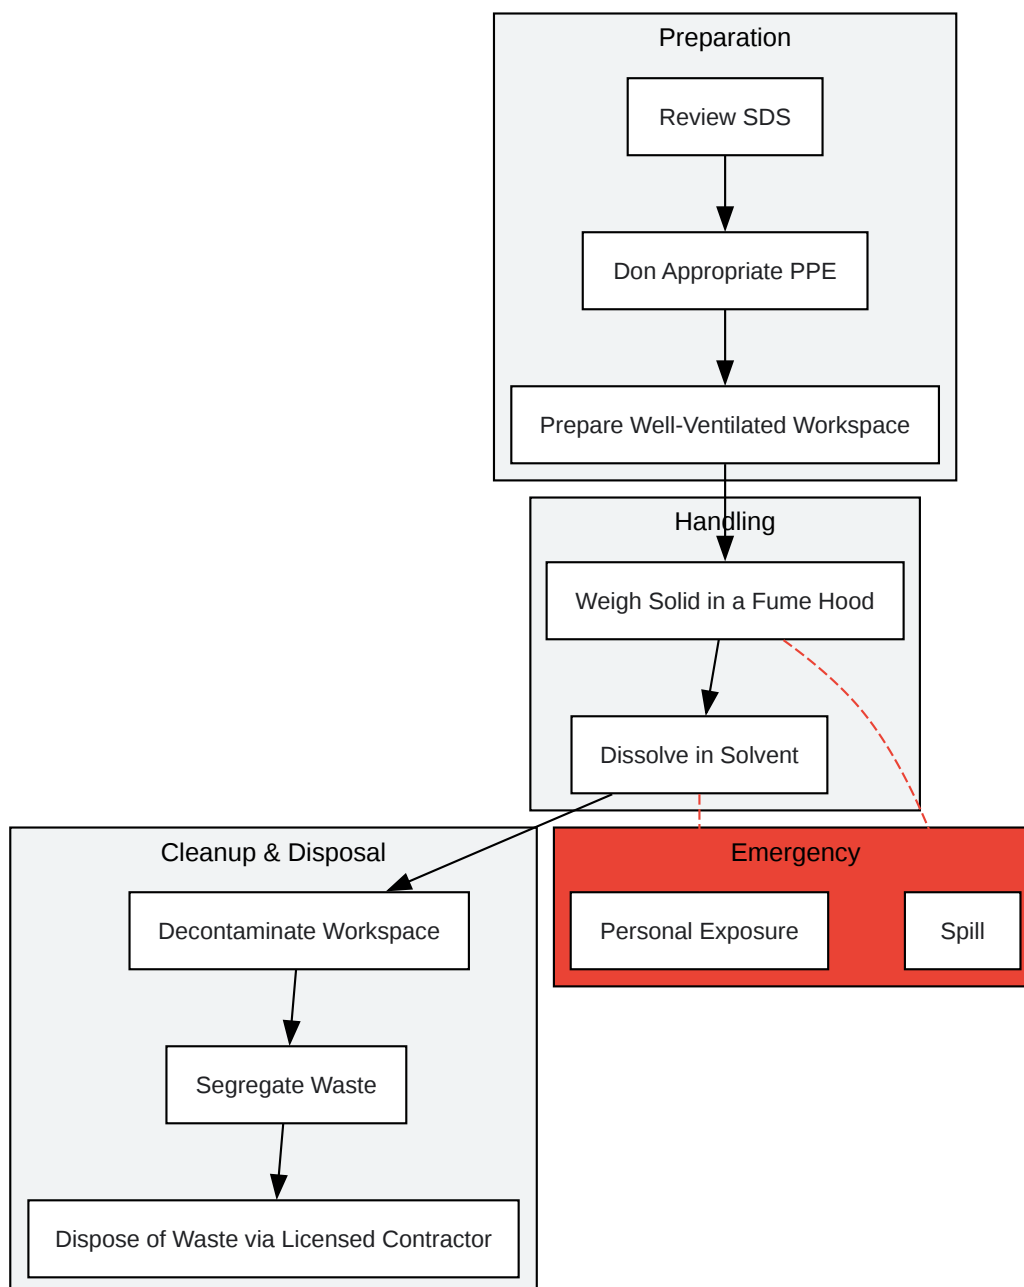 Preparation
Review SDS
Don Appropriate PPE
Prepare Well-Ventilated Workspace
Handling
Weigh Solid in a Fume Hood
Dissolve in Solvent
Cleanup & Disposal
Decontaminate Workspace
Segregate Waste
Dispose of Waste via Licensed Contractor
Emergency
Personal Exposure
Spill